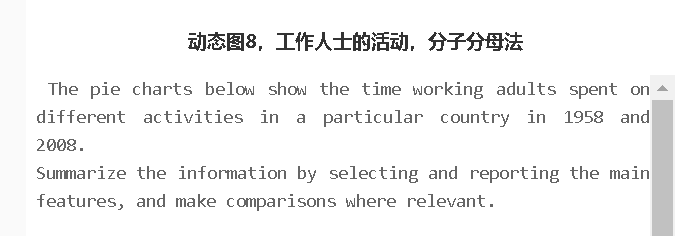 动态图8，工作人士的活动，分子分母法
The pie charts below show the time working adults spent on
different activities in a particular country in 1958 and
2008.
Summarize the information by selecting and reporting the main
features, and make comparisons where relevant.